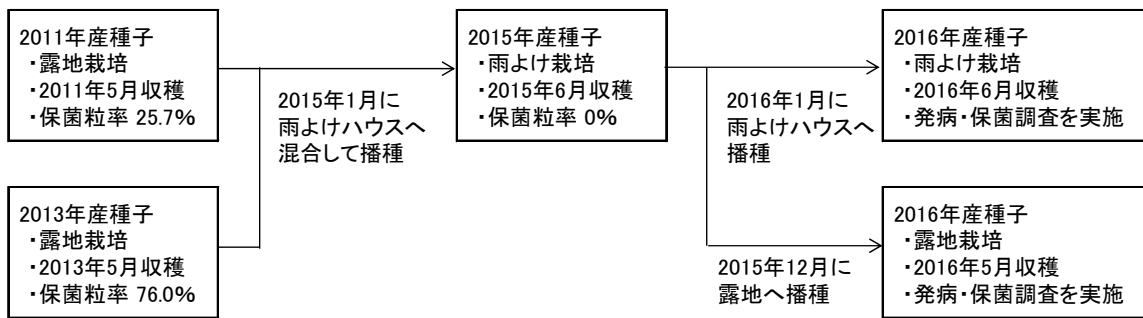 2011年産種子
・露地栽培
・2011年5月収穫
・保菌粒率 25.7%
2013年産種子
・露地栽培
・2013年5月収穫
・保菌粒率 76.0%
2015年1月に
雨よけハウスへ
混合して播種
2015年産種子
・雨よけ栽培
・2015年6月収穫
・保菌粒率 0%
2016年1月に
雨よけハウスへ
播種
2015年12月に
露地へ播種
2016年産種子
・雨よけ栽培
・2016年6月収穫
・発病・保菌調査を実施
2016年産種子
・露地栽培
・2016年5月収穫
・発病・保菌調査を実施